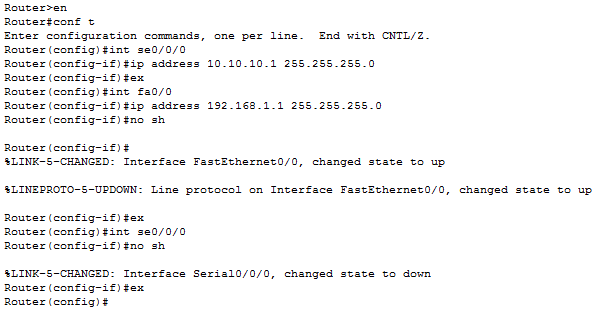 Router>en
Router#conf t
Enter configuration commands, one per line.  End with CNTL/Z.
Router(config)#int se0/0/0
Router(config-if)#ip address 10.10.10.1 255.255.255.0
Router(config-if)#ex
Router(config)#int fa0/0
Router(config-if)#ip address 192.168.1.1 255.255.255.0
Router(config-if)#no sh
Router(config-if)#
%LINK-5-CHANGED: Interface FastEthernet0/0, changed state to up
%LINEPROTO-5-UPDOWN: Line protocol on Interface FastEthernet0/0, changed state to up
Router(config-if)#ex
Router(config)#int se0/0/0
Router(config-if)#no sh
%LINK-5-CHANGED: Interface Serial0/0/0, changed state to down
Router(config-if)#ex
Router(config)#